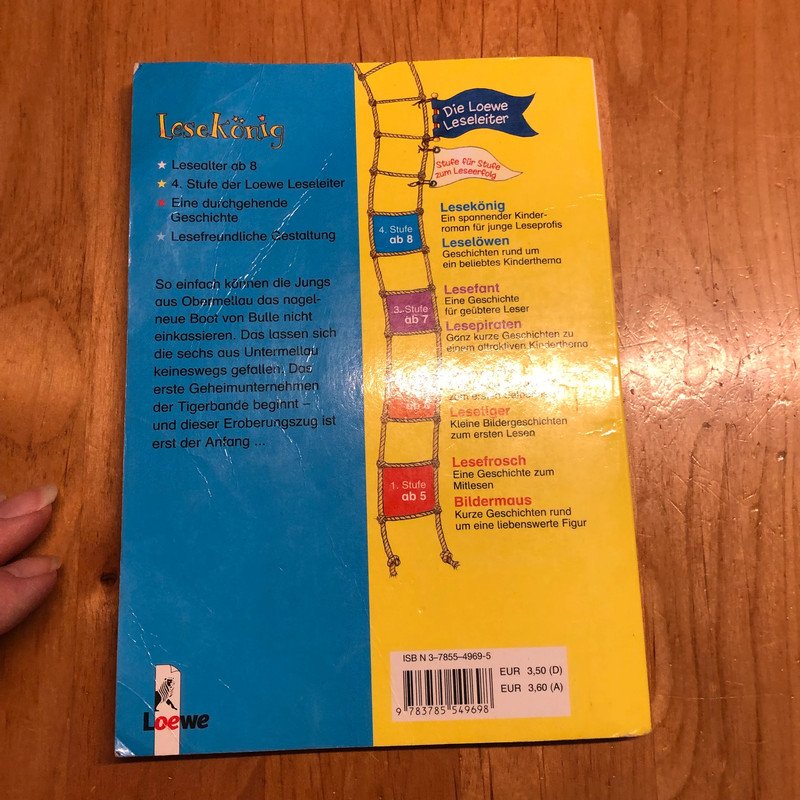 Lesekönig
Lesealter ab 8
4. Stufe der Loewe Leseleiter
Eine durchgehende
Geschichte
Lesefreundliche Gestaltung
So einfach können die Jungs
aus Obermellau das nagel-
neue Boot von Bulle nicht
einkassieren. Das lassen sich
die sechs aus Untermellau
keineswegs gefallen. Das
erste Geheimunternehmen
der Tigerbande beginnt –
und dieser Eroberungszug ist
erst der Anfang ...
Loewe
Die Loewe
Leseleiter
Stufe für Stufe
zum Leseerfolg
4. Stufe
ab 8
Lesekönig
Ein spannender Kinder-
roman für junge Leseprofis
Leselöwen
Geschichten rund um
ein beliebtes Kinderthema
3. Stufe
ab 7
Lesefant
Eine Geschichte
für geübtere Leser
Lesepiraten
Ganz kurze Geschichten zu
einem attraktiven Kinderthema
Lesetiger
Kleine Bildergeschichten
zum ersten Lesen
1. Stufe
ab 5
Lesefrosch
Eine Geschichte zum
Mitlesen
Bildermaus
Kurze Geschichten rund
um eine liebenswerte Figur
ISBN 3–7855–4969–5
EUR 3,50 (D)
EUR 3,60 (A)
9 783785 549698